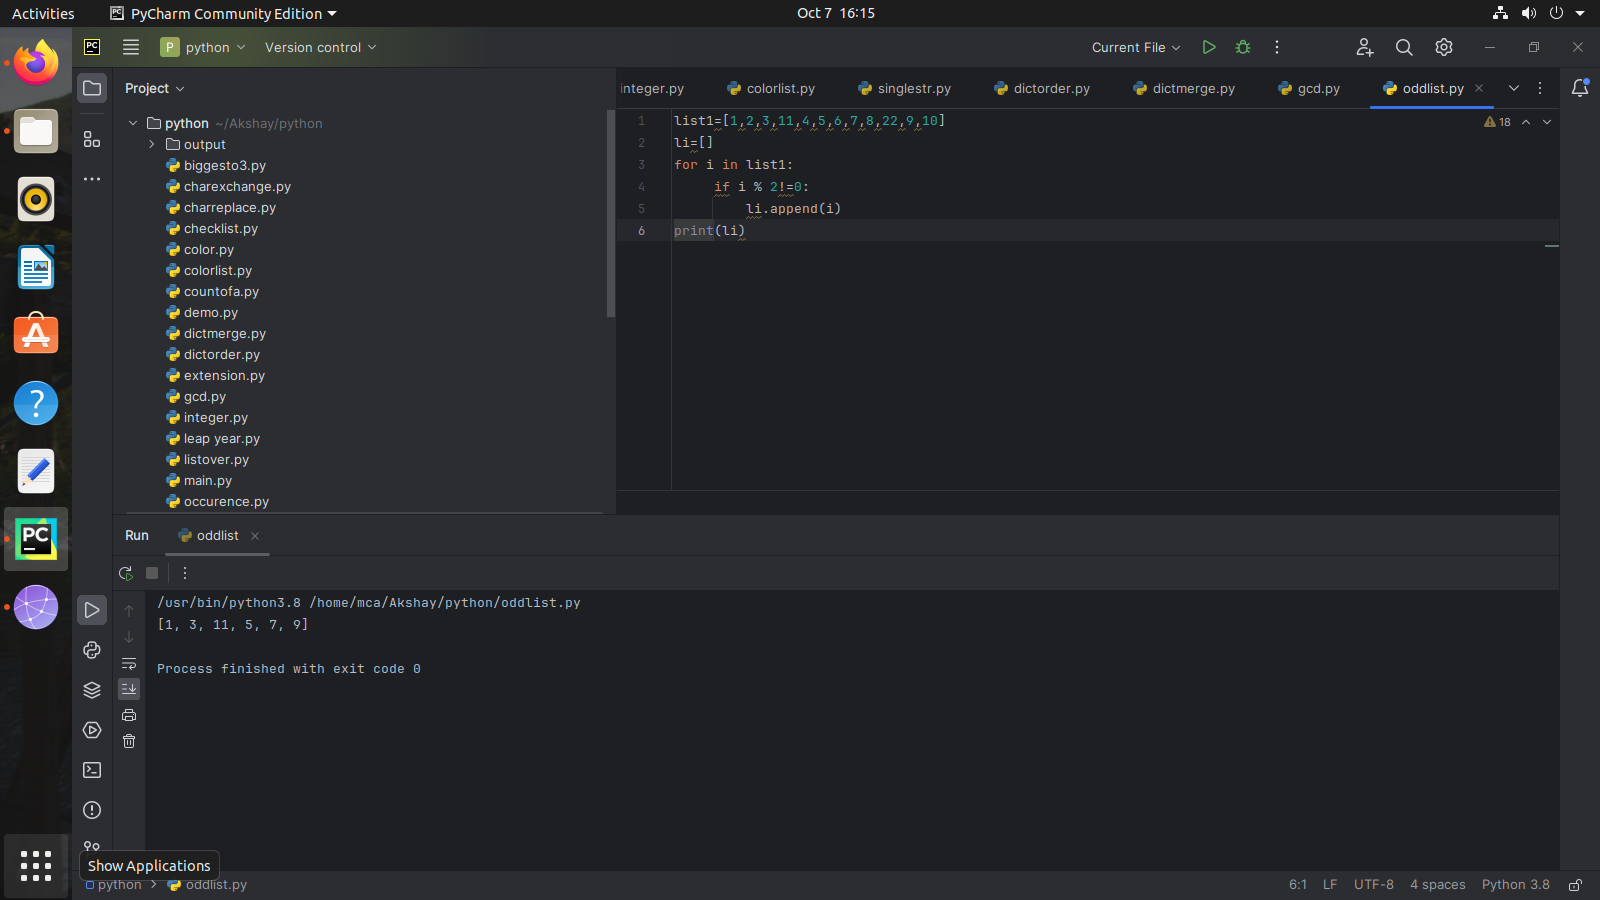 Activities
PyCharm Community Edition
Oct 7 16:15
PC
P
python
Version control
Current File
Project
integer.py
colorlist.py
singlestr.py
dictorder.py
dictmerge.py
gcd.py
oddlist.py
python ~/Akshay/python
output
biggesto3.py
charexchange.py
charreplace.py
checklist.py
color.py
colorlist.py
countofa.py
demo.py
dictmerge.py
dictorder.py
extension.py
gcd.py
integer.py
leap year.py
listover.py
main.py
occurence.py
1 list1=[1,2,3,11,4,5,6,7,8,22,9,10]
18
2 li=[]
3 for i in list1:
4 if i % 2!=0:
5 li.append(i)
6 print(li)
PC
Run
oddlist
/usr/bin/python3.8 /home/mca/Akshay/python/oddlist.py
[1, 3, 11, 5, 7, 9]
Process finished with exit code 0
Show Applications
python
oddlist.py
6:1
LF
UTF-8
4 spaces
Python 3.8